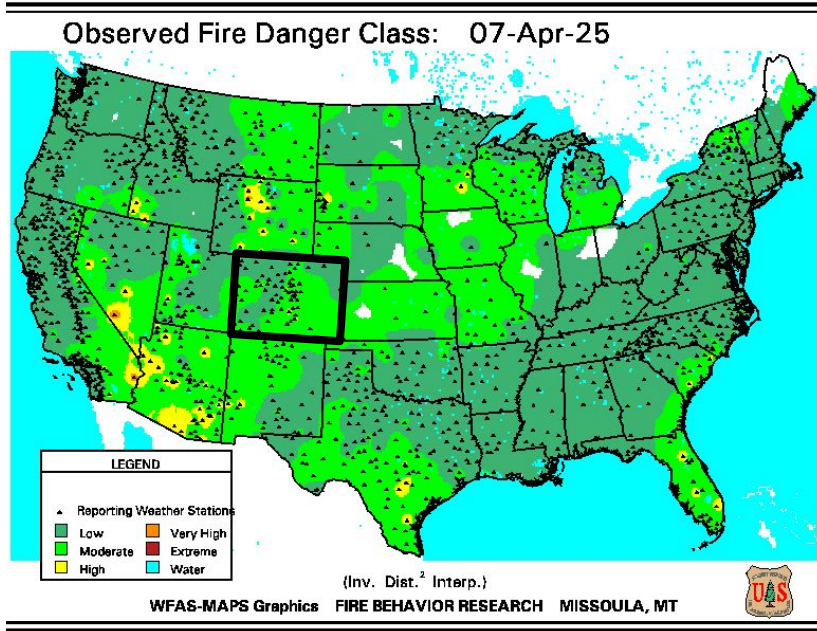 Observed Fire Danger Class: 07-Apr-25
LEGEND
Reporting Weather Stations
Low
Very High
Moderate
Extreme
High
Water
(Inv. Dist.² Interp.)
WFAS-MAPS Graphics FIRE BEHAVIOR RESEARCH MISSOULA, MT
UAS